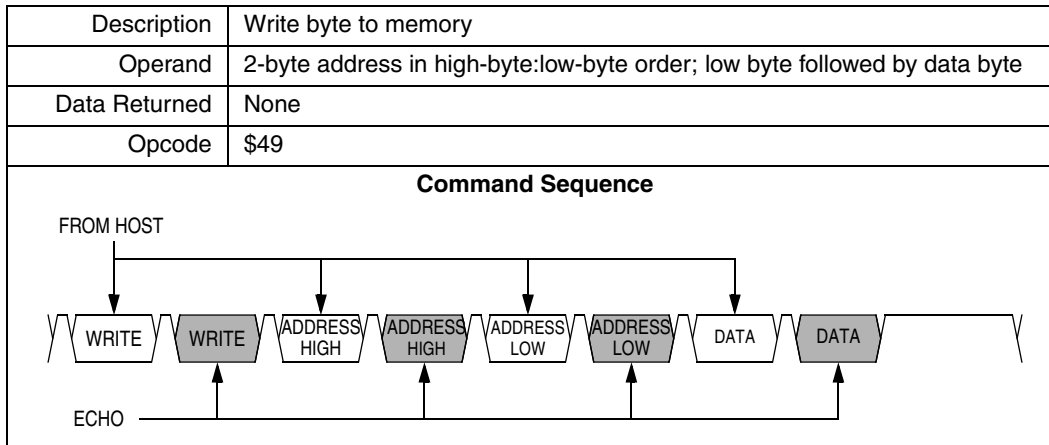 Description Write byte to memory
Operand 2-byte address in high-byte:low-byte order; low byte followed by data byte
Data Returned None
Opcode $49
Command Sequence
FROM HOST
WRITE WRITE ADDRESS HIGH ADDRESS HIGH ADDRESS LOW ADDRESS LOW DATA DATA
ECHO